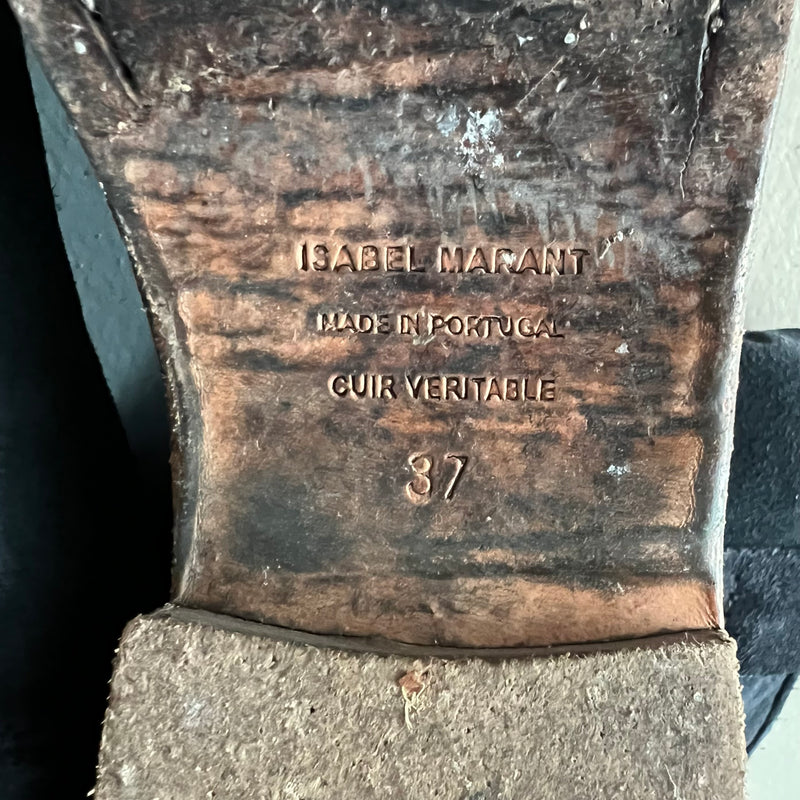 ISABEL MARANT
MADE IN PORTUGAL
CUIR VERITABLE
37